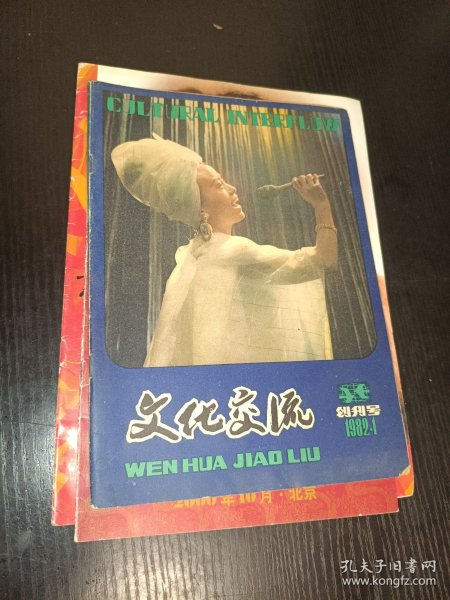 CULTURAL INTERFLOW
文化交流
创刊号
1982.1
WEN HUA JIAO LIU
2000年10月·北京
孔夫子旧书网
www.kongfz.com